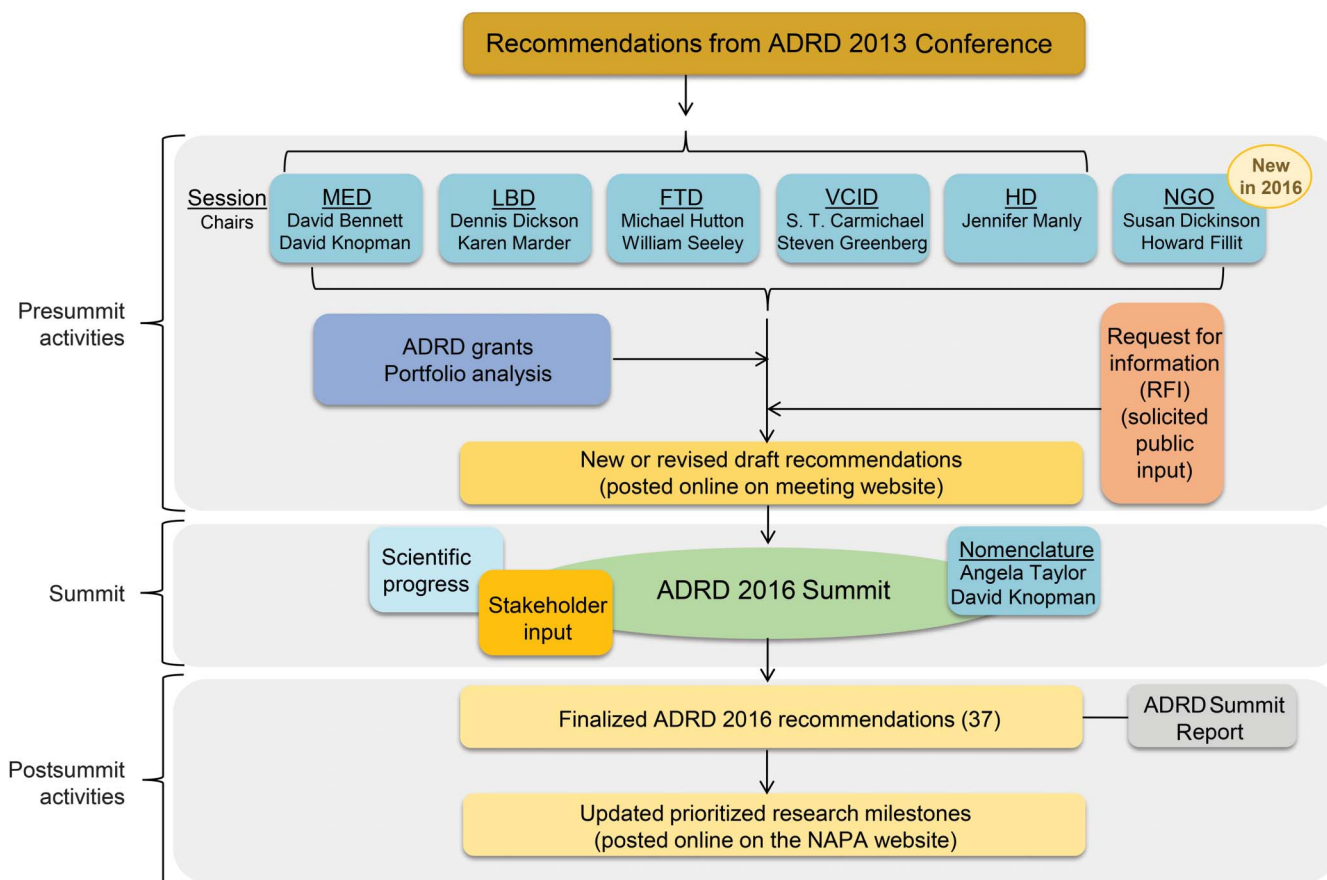 Recommendations from ADRD 2013 Conference
Presummit
activities
Session
Chairs
MED
David Bennett
David Knopman
LBD
Dennis Dickson
Karen Marder
FTD
Michael Hutton
William Seeley
VCID
S. T. Carmichael
Steven Greenberg
HD
Jennifer Manly
NGO
Susan Dickinson
Howard Fillit
New
in 2016
ADRD grants
Portfolio analysis
Request for
information
(RFI)
(solicited
public
input)
New or revised draft recommendations
(posted online on meeting website)
Summit
Scientific
progress
Stakeholder
input
ADRD 2016 Summit
Nomenclature
Angela Taylor
David Knopman
Postsummit
activities
Finalized ADRD 2016 recommendations (37)
ADRD Summit
Report
Updated prioritized research milestones
(posted online on the NAPA website)